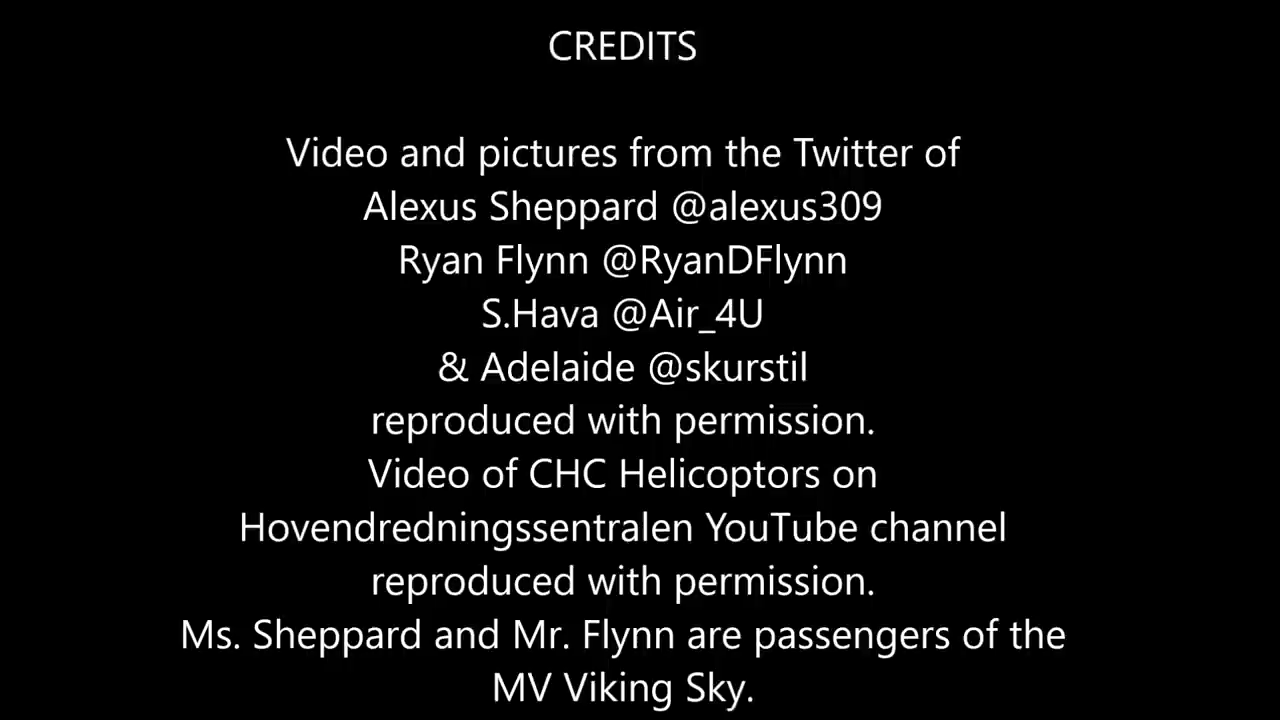 CREDITS
Video and pictures from the Twitter of
Alexus Sheppard @alexus309
Ryan Flynn @RyanDFlynn
S.Hava @Air_4U
& Adelaide @skurstil
reproduced with permission.
Video of CHC Helicoptors on
Hovendredningssentralen YouTube channel
reproduced with permission.
Ms. Sheppard and Mr. Flynn are passengers of the
MV Viking Sky.